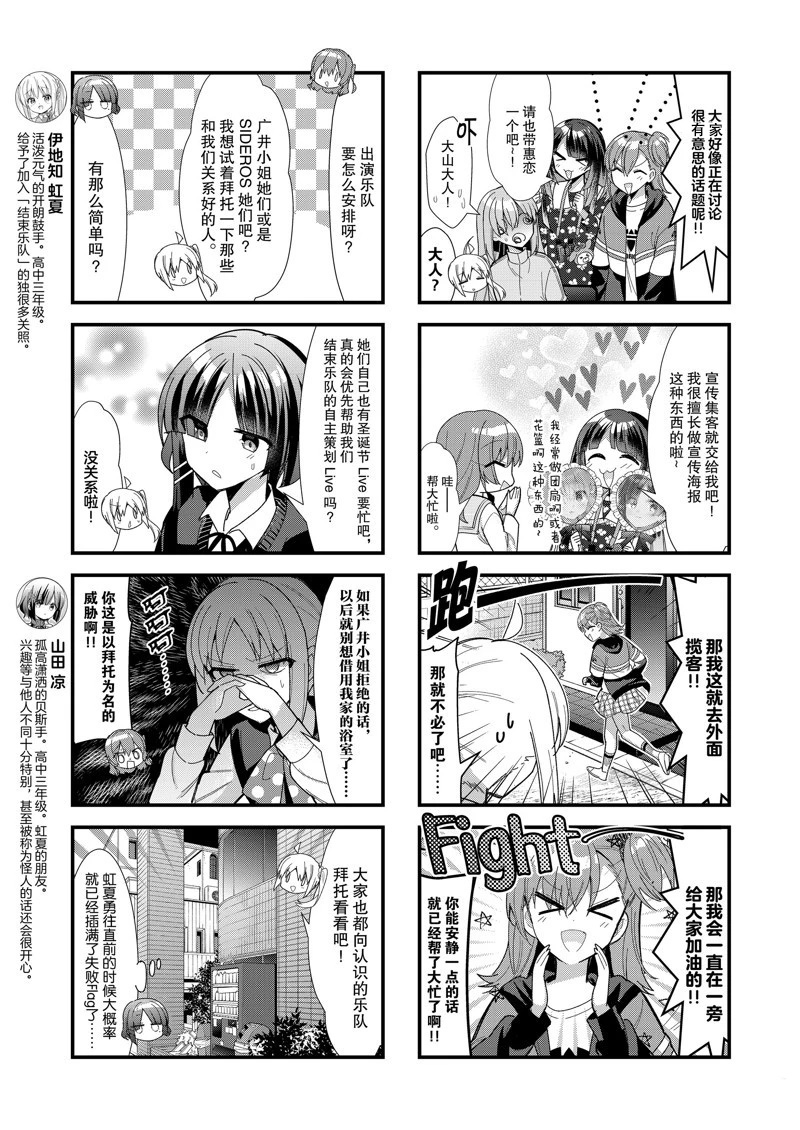 大家好像正在讨论
很有意思的话题呢!!
请也带惠恋
一个吧~!
吓
大山大人!
大人?
宣传集客就交给我吧!
我很擅长做宣传海报
这种东西的啦~
我经常做团扇啊或者
花篮啊这种东西的~
哇——
帮大忙啦。
那我这就去外面
揽客!!
跑
那就不必了吧……
那我会一直在一旁
给大家加油的!!
Fight
你能安静一点的话
就已经帮了大忙了啊!!
出演乐队
要怎么安排呀?
广井小姐她们或是
SIDEROS 她们吧?
我想试着拜托一下那些
和我们关系好的人。
有那么简单吗?
她们自己也有圣诞节 Live 要忙吧,
真的会优先帮助我们
结束乐队的自主策划 Live 吗?
没关系啦!
如果广井小姐拒绝的话,
以后就别想借用我家的浴室了……
呵呵呵
你这是以拜托为名的
威胁啊!!
大家也都向认识的乐队
拜托看看吧!
虹夏勇往直前的时候大概率
就已经插满了失败Flag了……
伊地知 虹夏
活泼元气的开朗鼓手。高中三年级。
给予了加入「结束乐队」的独很多关照。
山田 凉
孤高潇洒的贝斯手。高中三年级。虹夏的朋友。
兴趣等与他人不同十分特别,甚至被称为怪人的话还会很开心。